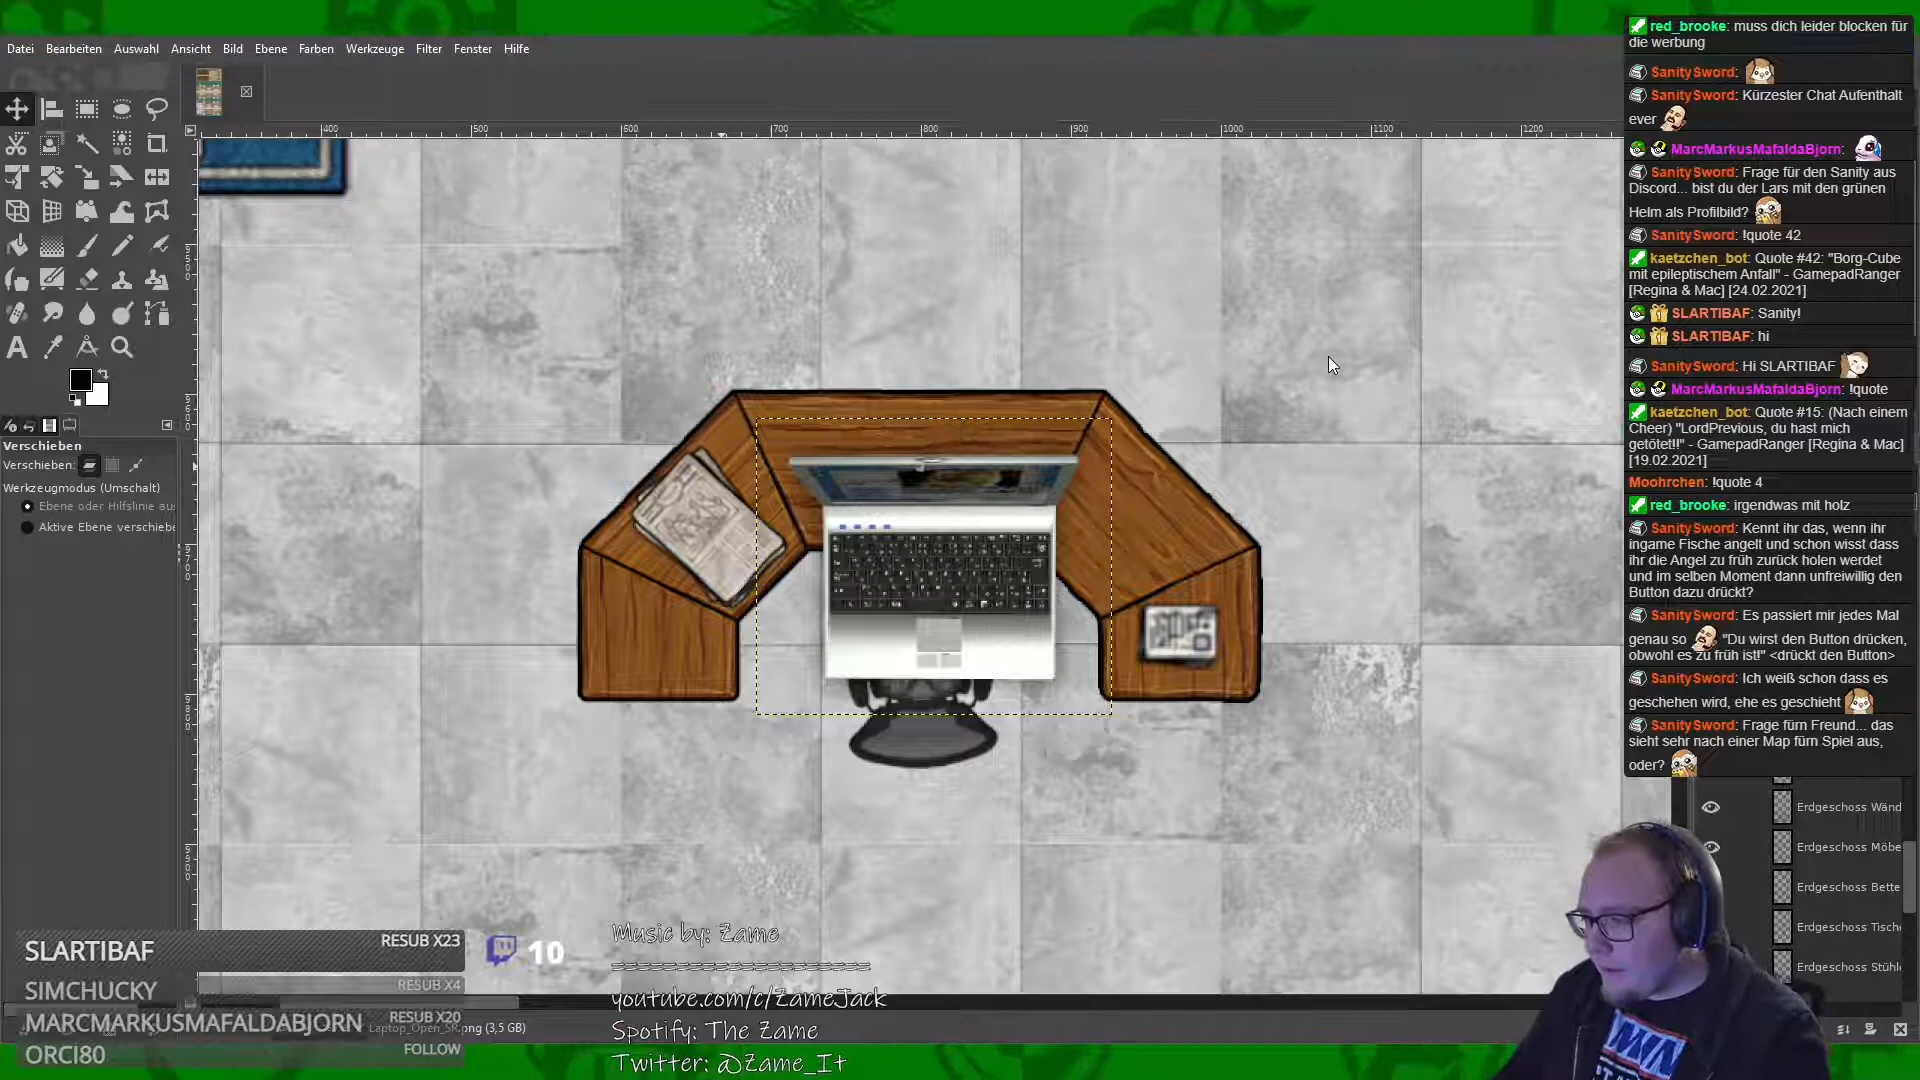 Datei Bearbeiten Auswahl Ansicht Bild Ebene Farben Werkzeuge Filter Fenster Hilfe
400 500 600 700 800 900 1000 1100 1200
Verschieben
Verschieben:
Werkzeugmodus (Umschalt)
Ebene oder Hilfslinie aus
Aktive Ebene verschiebe
red_brooke: muss dich leider blocken für
die werbung
SanitySword:
SanitySword: Kürzester Chat Aufenthalt
ever
MarcMarkusMafaldaBjorn:
SanitySword: Frage für den Sanity aus
Discord... bist du der Lars mit den grünen
Helm als Profilbild?
SanitySword: !quote 42
kaetzchen_bot: Quote #42: "Borg-Cube
mit epileptischem Anfall" - GamepadRanger
[Regina & Mac] [24.02.2021]
SLARTIBAF: Sanity!
SLARTIBAF: hi
SanitySword: Hi SLARTIBAF
MarcMarkusMafaldaBjorn: !quote
kaetzchen_bot: Quote #15: (Nach einem
Cheer) "LordPrevious, du hast mich
getötet!!" - GamepadRanger [Regina & Mac]
[19.02.2021]
Moohrchen: !quote 4
red_brooke: irgendwas mit holz
SanitySword: Kennt ihr das, wenn ihr
ingame Fische angelt und schon wisst dass
ihr die Angel zu früh zurück holen werdet
und im selben Moment dann unfreiwillig den
Button dazu drückt?
SanitySword: Es passiert mir jedes Mal
genau so "Du wirst den Button drücken,
obwohl es zu früh ist!" <drückt den Button>
SanitySword: Ich weiß schon dass es
geschehen wird, ehe es geschieht
SanitySword: Frage fürn Freund... das
sieht sehr nach einer Map fürn Spiel aus,
oder?
Erdgeschoss Wänd
Erdgeschoss Möbe
Erdgeschoss Bette
Erdgeschoss Tisch
Erdgeschoss Stühl
SLARTIBAF RESUB X23
SIMCHUCKY RESUB X4
MARCMARKUSMAFALDABJORN RESUB X20
ORCI80 FOLLOW
10
Laptop_Open_SR.png (3,5 GB)
Music by: Zame
youtube.com/c/ZameJack
Spotify: The Zame
Twitter: @Zame_It